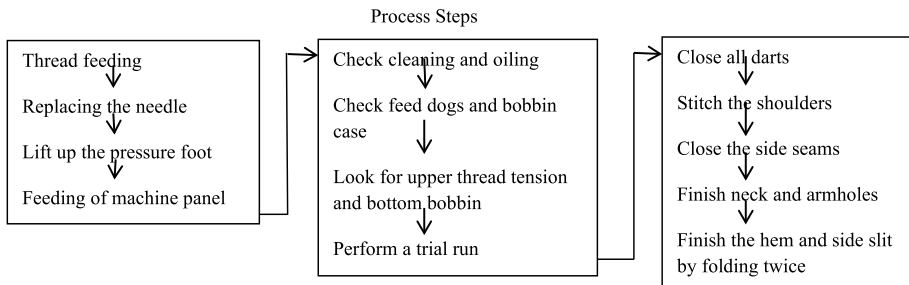 Process Steps
Thread feeding
Replacing the needle
Lift up the pressure foot
Feeding of machine panel
Check cleaning and oiling
Check feed dogs and bobbin
case
Look for upper thread tension
and bottom bobbin
Perform a trial run
Close all darts
Stitch the shoulders
Close the side seams
Finish neck and armholes
Finish the hem and side slit
by folding twice